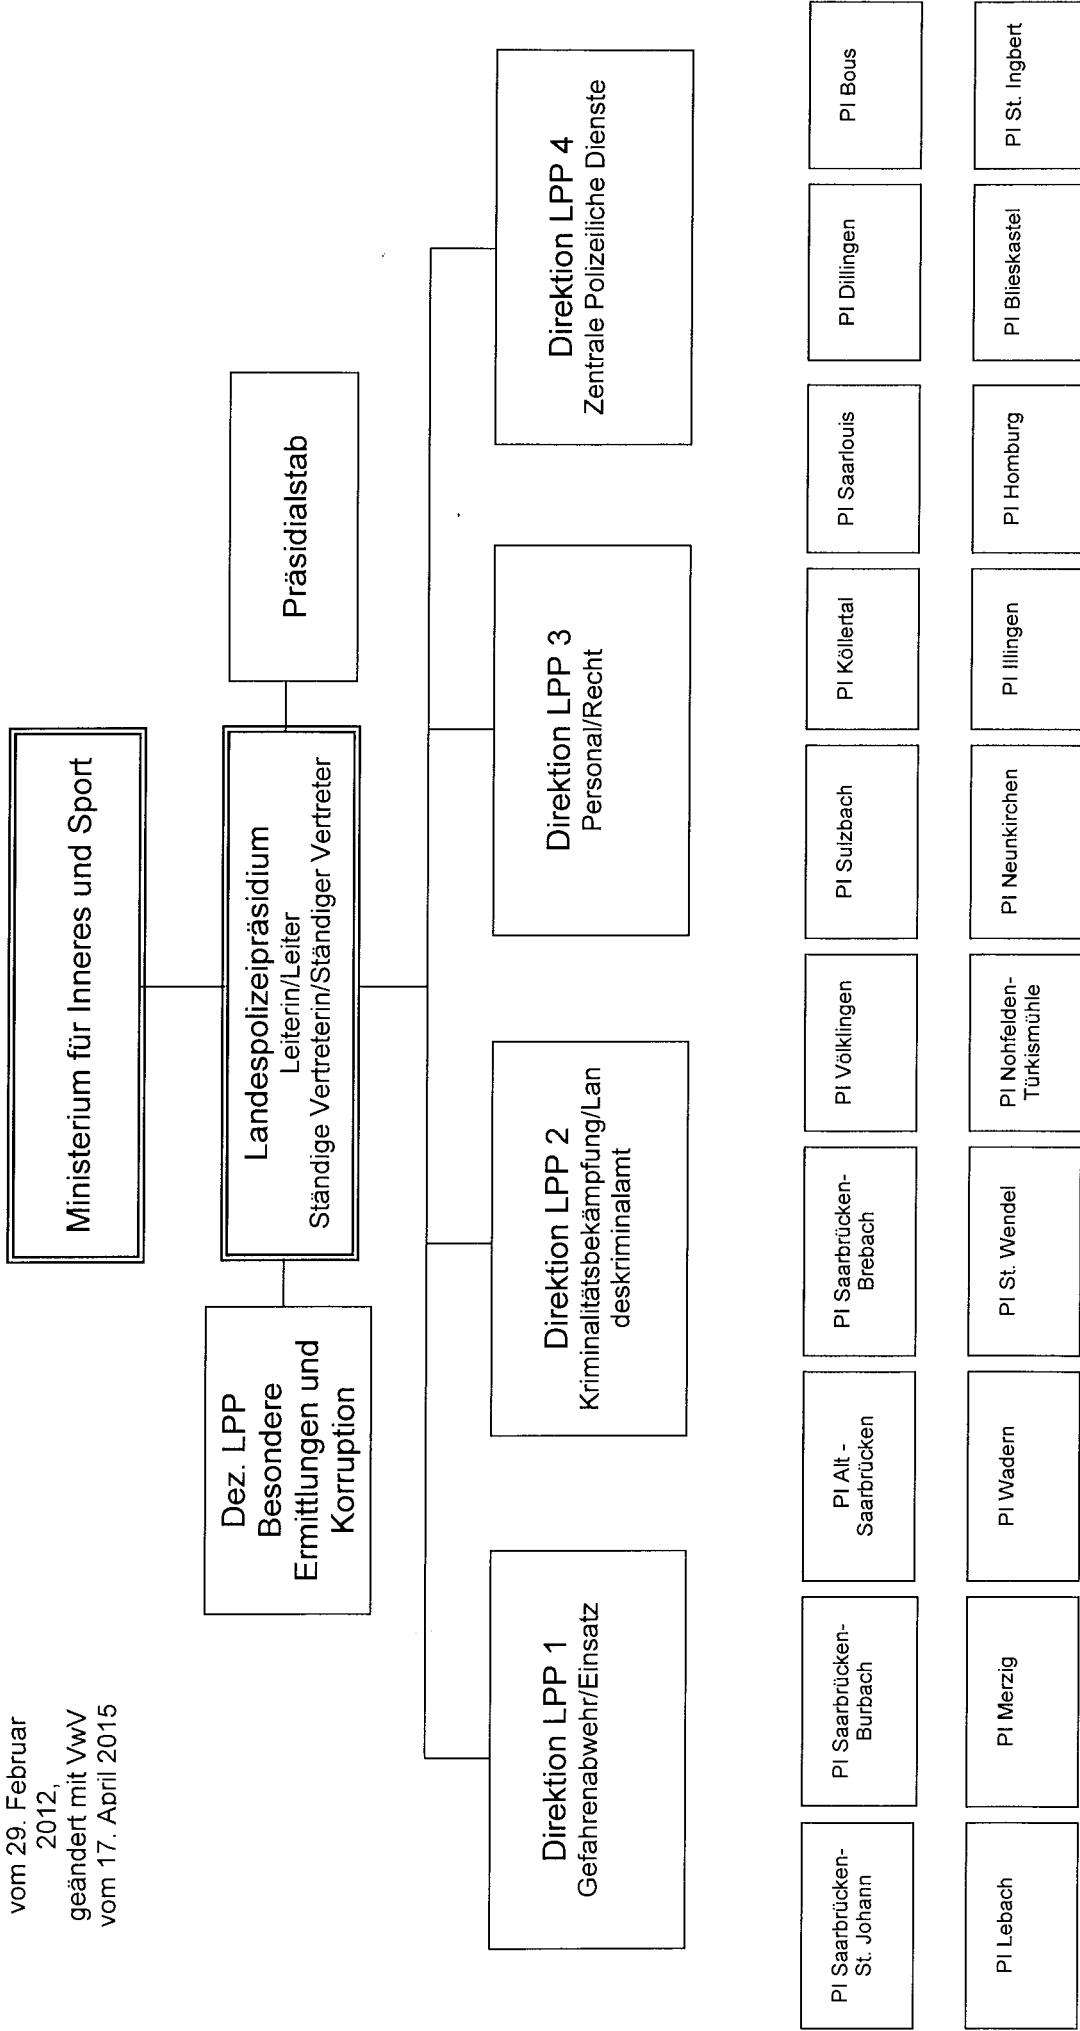 vom 29. Februar
2012,
geändert mit VwV
vom 17. April 2015
Ministerium für Inneres und Sport
Dez. LPP
Besondere
Ermittlungen und
Korruption
Landespolizeipräsidium
Leiterin/Leiter
Ständige Vertreterin/Ständiger Vertreter
Präsidialstab
Direktion LPP 1
Gefahrenabwehr/Einsatz
Direktion LPP 2
Kriminalitätsbekämpfung/Lan
deskriminalamt
Direktion LPP 3
Personal/Recht
Direktion LPP 4
Zentrale Polizeiliche Dienste
PI Saarbrücken-
St. Johann
PI Saarbrücken-
Burbach
PI Alt -
Saarbrücken
PI Saarbrücken-
Brebach
PI Völklingen
PI Sulzbach
PI Köllertal
PI Saarlouis
PI Dillingen
PI Bous
PI Lebach
PI Merzig
PI Wadern
PI St. Wendel
PI Nohfelden-
Türkismühle
PI Neunkirchen
PI Illingen
PI Homburg
PI Blieskastel
PI St. Ingbert